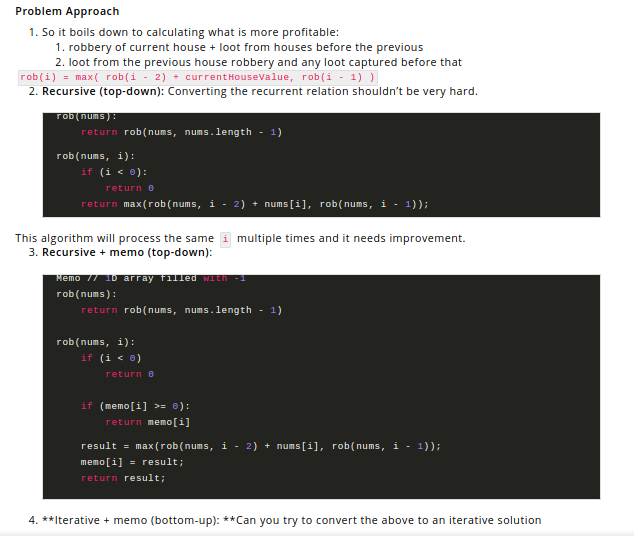 Problem Approach
1. So it boils down to calculating what is more profitable:
1. robbery of current house + loot from houses before the previous
2. loot from the previous house robbery and any loot captured before that
rob(i) = max( rob(i - 2) + currentHouseValue, rob(i - 1) )
2. Recursive (top-down): Converting the recurrent relation shouldn’t be very hard.
rob(nums):
return rob(nums, nums.length - 1)
rob(nums, i):
if (i < 0):
return 0
return max(rob(nums, i - 2) + nums[i], rob(nums, i - 1));
This algorithm will process the same i multiple times and it needs improvement.
3. Recursive + memo (top-down):
Memo // 1D array filled with -1
rob(nums):
return rob(nums, nums.length - 1)
rob(nums, i):
if (i < 0)
return 0
if (memo[i] >= 0):
return memo[i]
result = max(rob(nums, i - 2) + nums[i], rob(nums, i - 1));
memo[i] = result;
return result;
4. **Iterative + memo (bottom-up): **Can you try to convert the above to an iterative solution